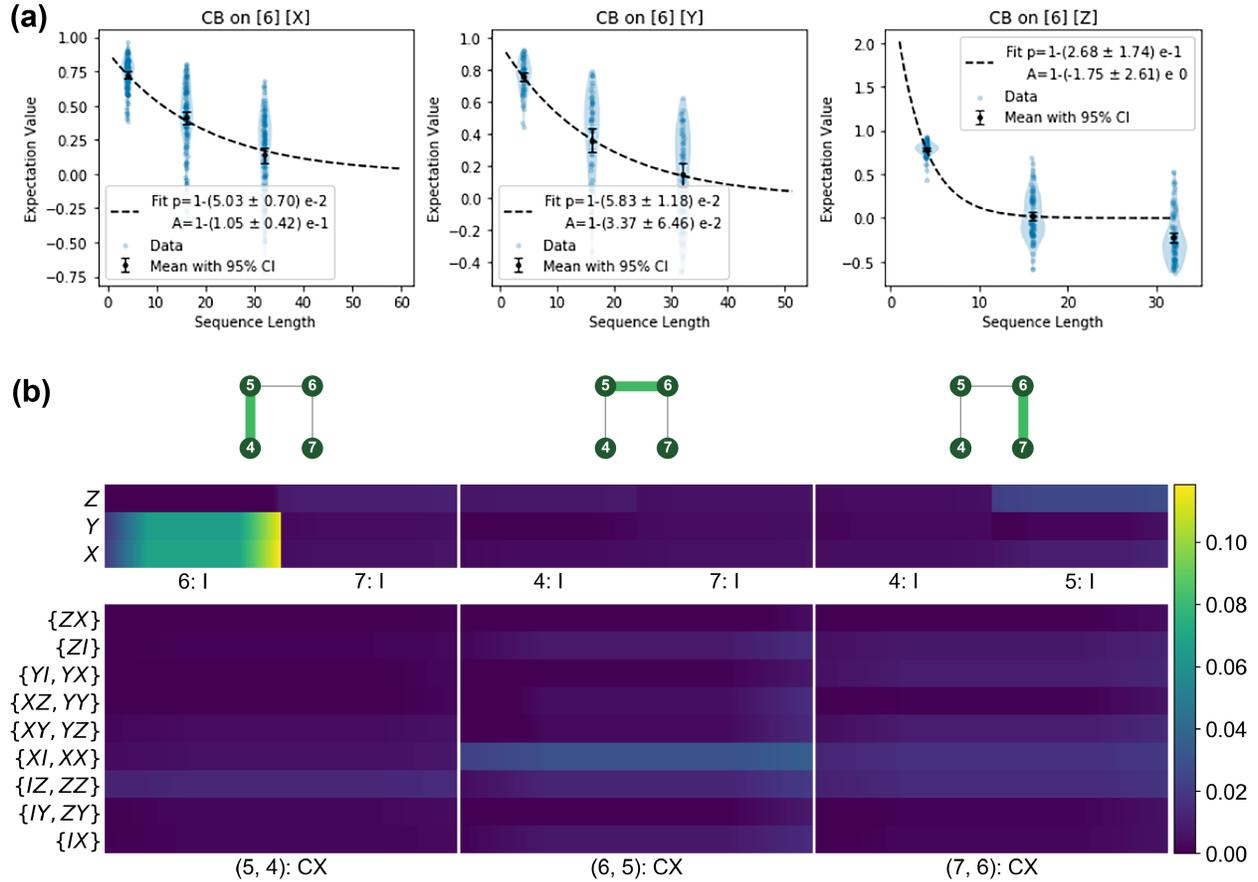 (a)
CB on [6] [X]
CB on [6] [Y]
CB on [6] [Z]
Expectation Value
1.00
0.75
0.50
0.25
0.00
−0.25
−0.50
−0.75
Fit p=1-(5.03 ± 0.70) e-2
A=1-(1.05 ± 0.42) e-1
Data
Mean with 95% CI
0 10 20 30 40 50 60
Sequence Length
Expectation Value
1.0
0.8
0.6
0.4
0.2
0.0
−0.2
−0.4
Fit p=1-(5.83 ± 1.18) e-2
A=1-(3.37 ± 6.46) e-2
Data
Mean with 95% CI
0 10 20 30 40 50
Sequence Length
Expectation Value
2.0
1.5
1.0
0.5
0.0
−0.5
Fit p=1-(2.68 ± 1.74) e-1
A=1-(-1.75 ± 2.61) e 0
Data
Mean with 95% CI
0 10 20 30
Sequence Length
(b)
5 6
4 7
5 6
4 7
5 6
4 7
Z
Y
X
6: I 7: I 4: I 7: I 4: I 5: I
{ZX}
{ZI}
{YI, YX}
{XZ, YY}
{XY, YZ}
{XI, XX}
{IZ, ZZ}
{IY, ZY}
{IX}
(5, 4): CX (6, 5): CX (7, 6): CX
0.10
0.08
0.06
0.04
0.02
0.00